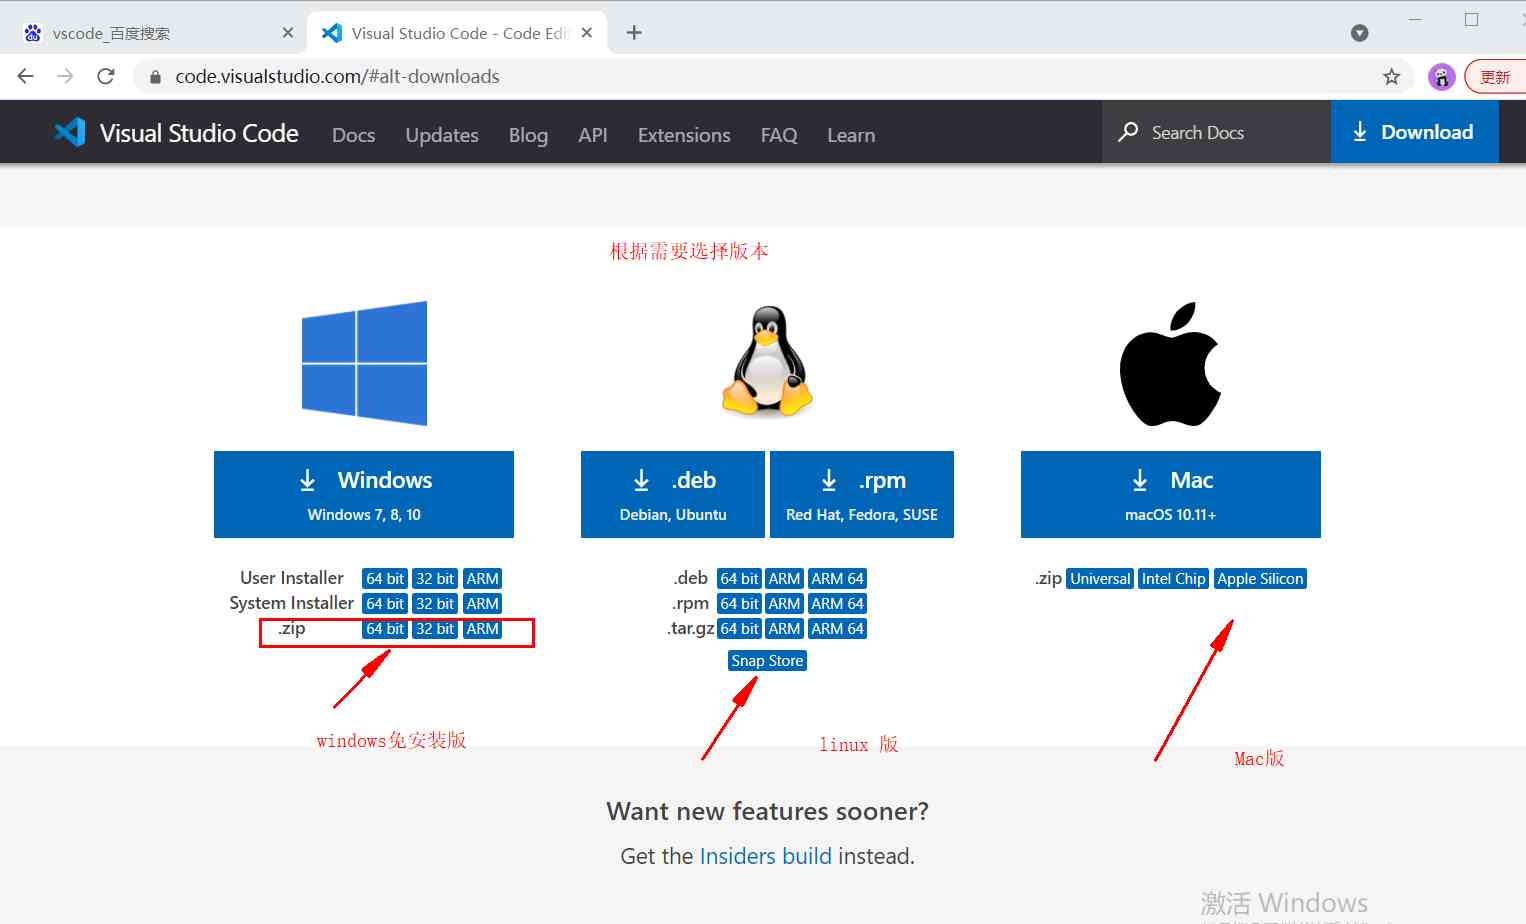 vscode_百度搜索
Visual Studio Code - Code Edi
code.visualstudio.com/#alt-downloads
更新
Visual Studio Code Docs Updates Blog API Extensions FAQ Learn Search Docs Download
根据需要选择版本
Windows
Windows 7, 8, 10
.deb
Debian, Ubuntu
.rpm
Red Hat, Fedora, SUSE
Mac
macOS 10.11+
User Installer 64 bit 32 bit ARM
System Installer 64 bit 32 bit ARM
.zip 64 bit 32 bit ARM
.deb 64 bit ARM ARM 64
.rpm 64 bit ARM ARM 64
.tar.gz 64 bit ARM ARM 64
Snap Store
.zip Universal Intel Chip Apple Silicon
windows免安装版
linux 版
Mac版
Want new features sooner?
Get the Insiders build instead.
激活 Windows